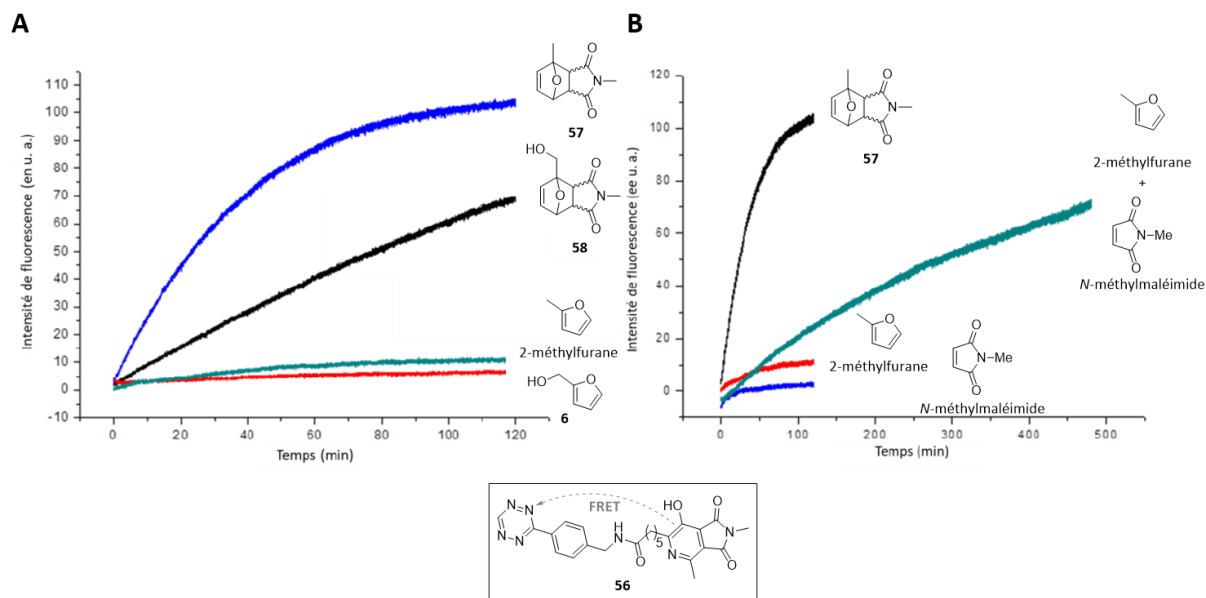 A
Intensité de fluorescence (en u. a.)
110
100
90
80
70
60
50
40
30
20
10
0
-10
0 20 40 60 80 100 120
Temps (min)
O
O
N
O
57
HO
O
O
N
O
58
O
2-méthylfurane
HO
O
6
B
Intensité de fluorescence (ee u. a.)
120
100
80
60
40
20
0
0 100 200 300 400 500
Temps (min)
O
O
N
O
57
O
2-méthylfurane
+
O
N-Me
O
N-méthylmaléimide
O
2-méthylfurane
O
N-Me
O
N-méthylmaléimide
FRET
N N
N N
H
N
O
5
HO
N
O
N
O
56